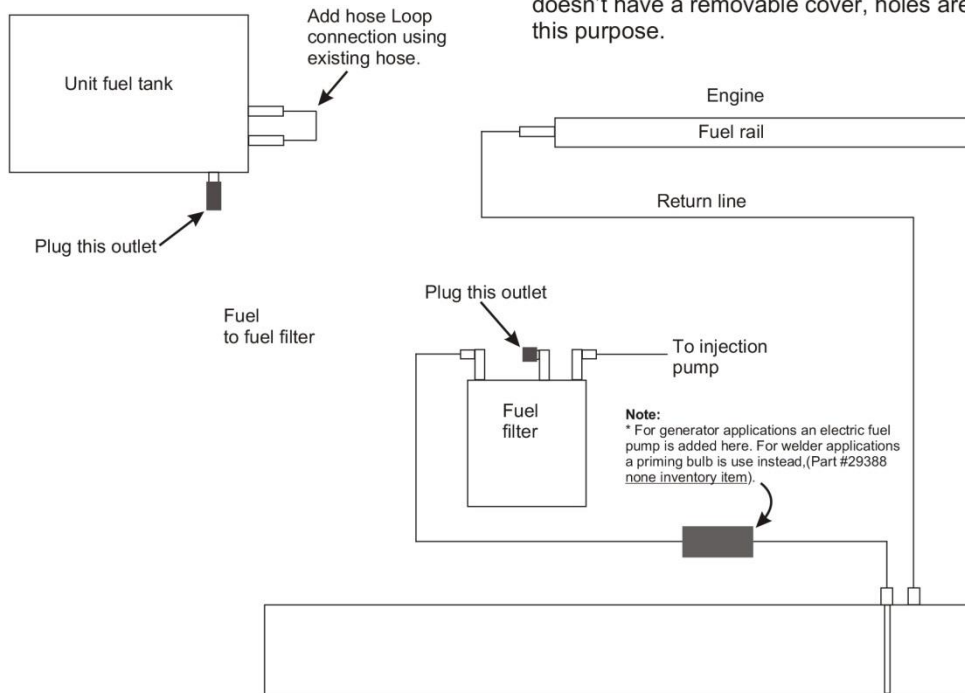 doesn't have a removable cover, holes are
this purpose.
Add hose Loop
connection using
existing hose.
Unit fuel tank
Engine
Fuel rail
Return line
Plug this outlet
Plug this outlet
Fuel
to fuel filter
To injection
pump
Fuel
filter
Note:
* For generator applications an electric fuel
pump is added here. For welder applications
a priming bulb is use instead,(Part #29388
none inventory item).